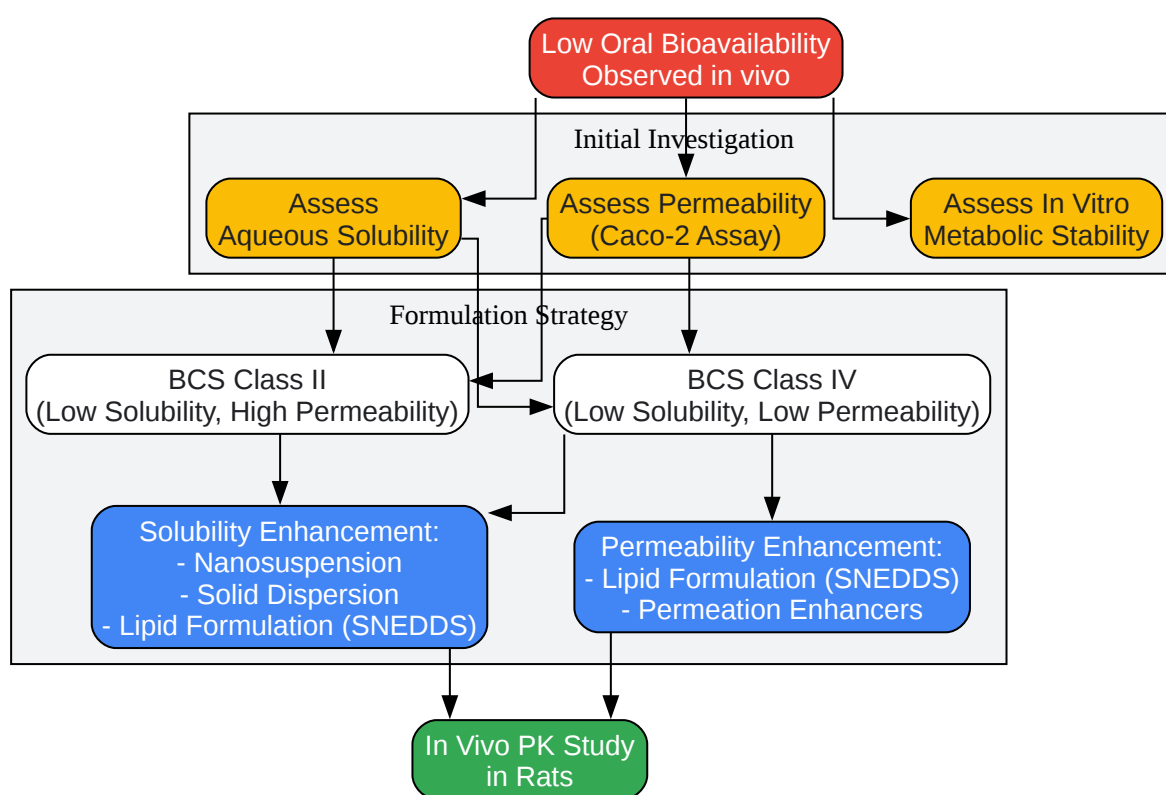 Low Oral Bioavailability
Observed in vivo
Initial Investigation
Assess
Aqueous Solubility
Assess Permeability
(Caco-2 Assay)
Assess In Vitro
Metabolic Stability
Formulation Strategy
BCS Class II
(Low Solubility, High Permeability)
BCS Class IV
(Low Solubility, Low Permeability)
Solubility Enhancement:
- Nanosuspension
- Solid Dispersion
- Lipid Formulation (SNEDDS)
Permeability Enhancement:
- Lipid Formulation (SNEDDS)
- Permeation Enhancers
In Vivo PK Study
in Rats